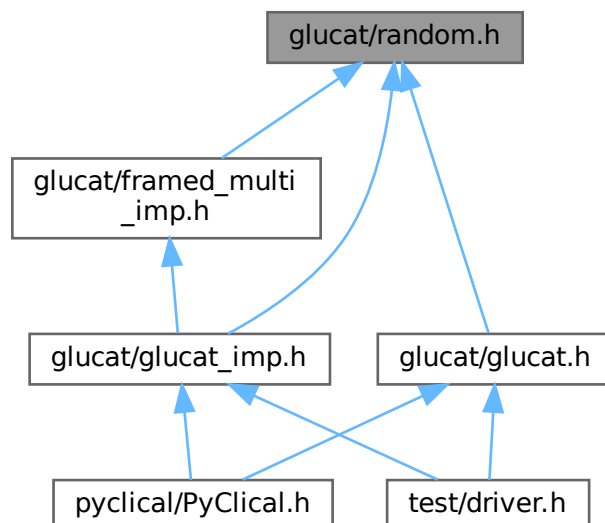 glucat/random.h
glucat/framed_multi
_imp.h
glucat/glucat_imp.h
glucat/glucat.h
pyclical/PyClical.h
test/driver.h